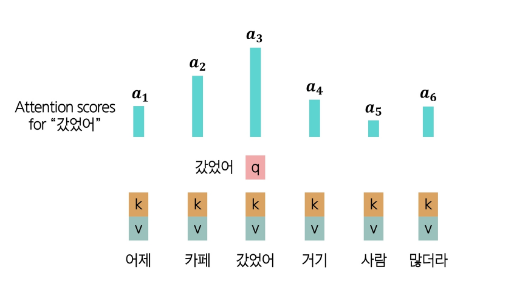 a₃
a₂
a₁ a₄ a₅ a₆
Attention scores
for “갔었어”
갔었어 q
k k k k k k
v v v v v v
어제 카페 갔었어 거기 사람 많더라